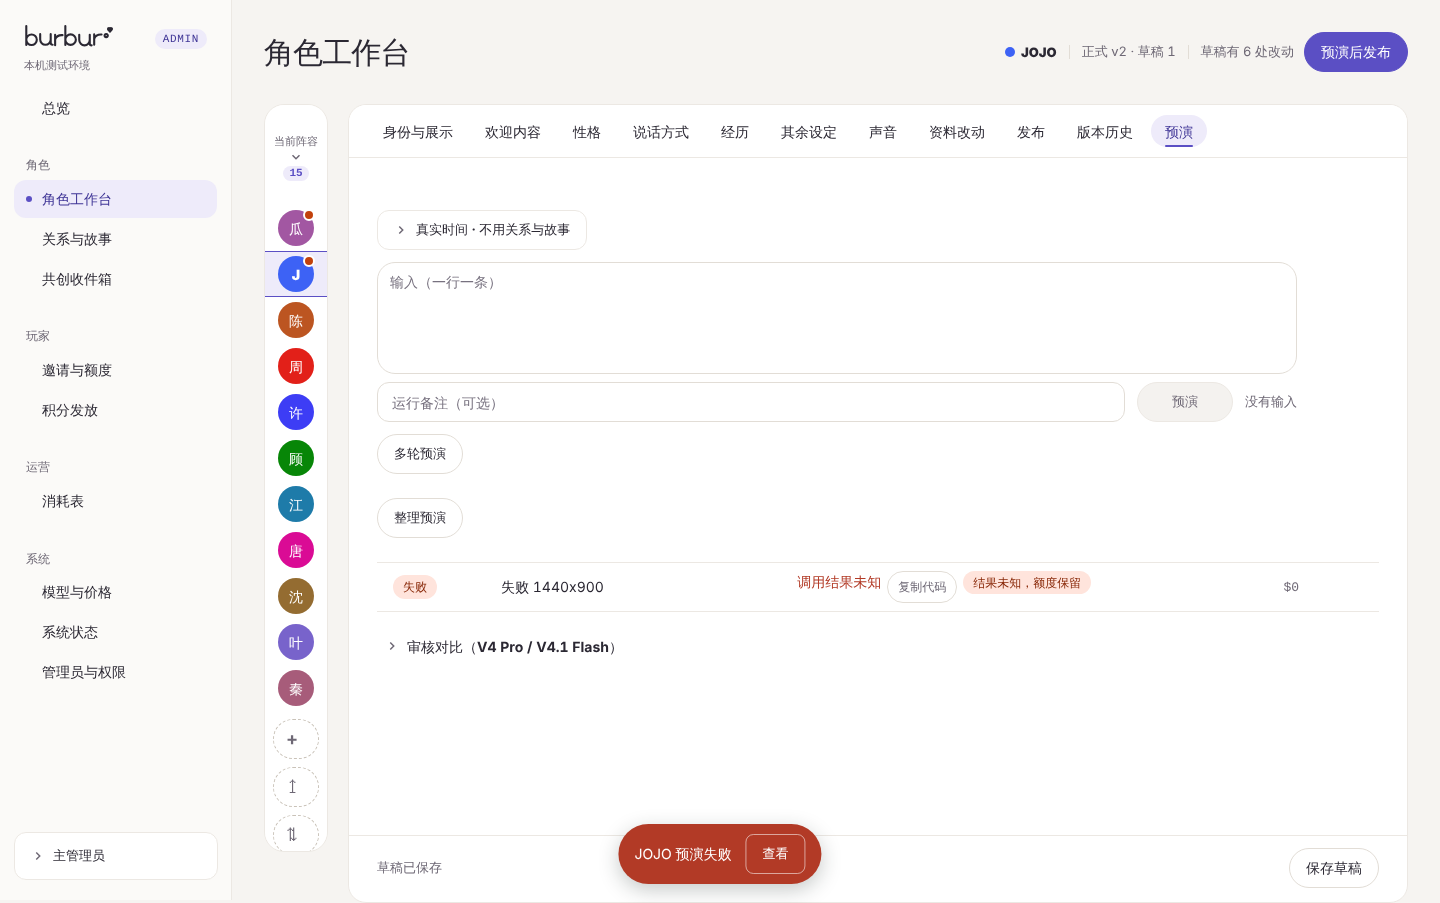 burbur
ADMIN
本机测试环境
总览
角色
角色工作台
关系与故事
共创收件箱
玩家
邀请与额度
积分发放
运营
消耗表
系统
模型与价格
系统状态
管理员与权限
主管理员
角色工作台
JOJO 正式 v2 · 草稿 1 草稿有 6 处改动 预演后发布
当前阵容
15
瓜
J
陈
周
许
顾
江
唐
沈
叶
秦
+
↥
⇅
身份与展示 欢迎内容 性格 说话方式 经历 其余设定 声音 资料改动 发布 版本历史 预演
真实时间 · 不用关系与故事
输入（一行一条）
运行备注（可选） 预演 没有输入
多轮预演
整理预演
失败 失败 1440x900 调用结果未知 复制代码 结果未知，额度保留 $0
审核对比（V4 Pro / V4.1 Flash）
JOJO 预演失败 查看
草稿已保存 保存草稿